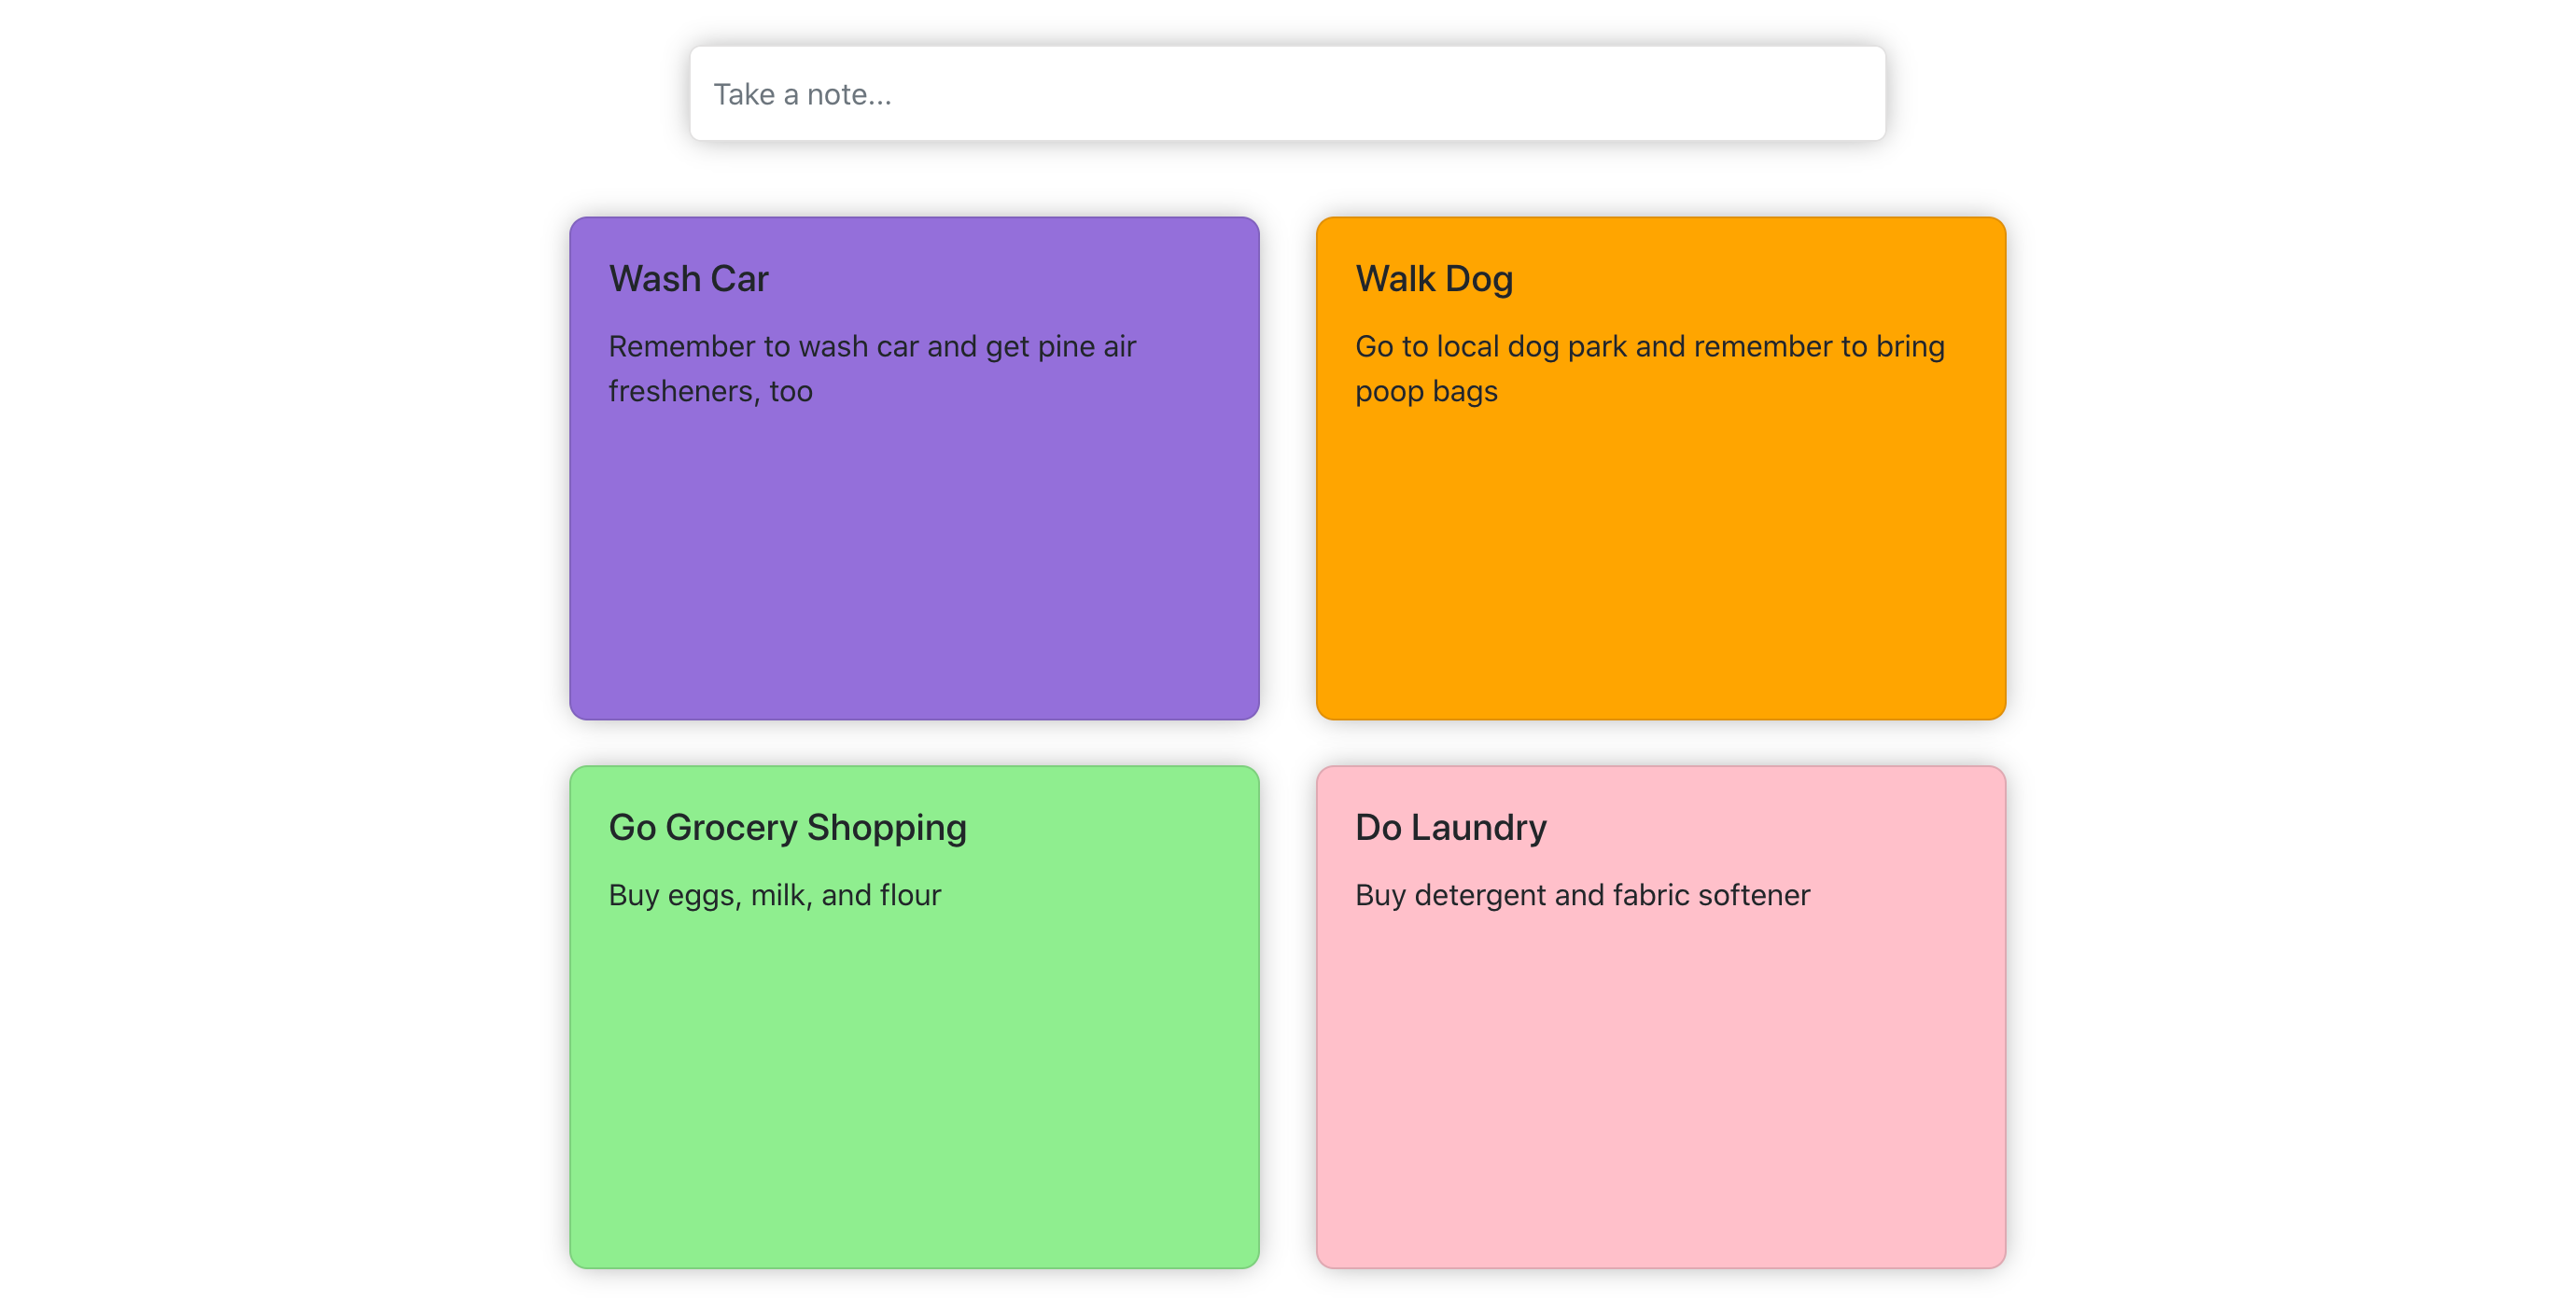 Take a note...
Wash Car
Remember to wash car and get pine air
fresheners, too
Walk Dog
Go to local dog park and remember to bring
poop bags
Go Grocery Shopping
Buy eggs, milk, and flour
Do Laundry
Buy detergent and fabric softener